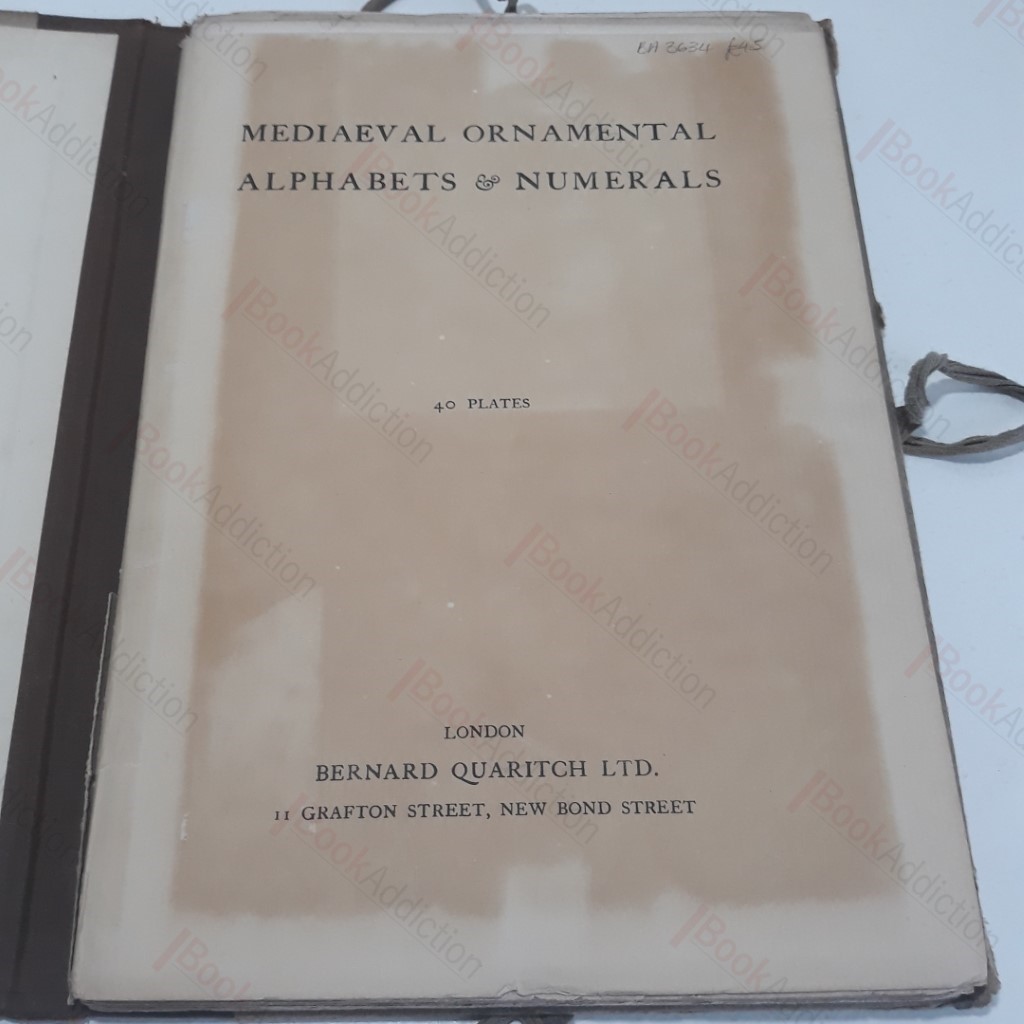 EA 3634 £45
MEDIAEVAL ORNAMENTAL
ALPHABETS & NUMERALS
40 PLATES
LONDON
BERNARD QUARITCH LTD.
11 GRAFTON STREET, NEW BOND STREET
BookAddiction